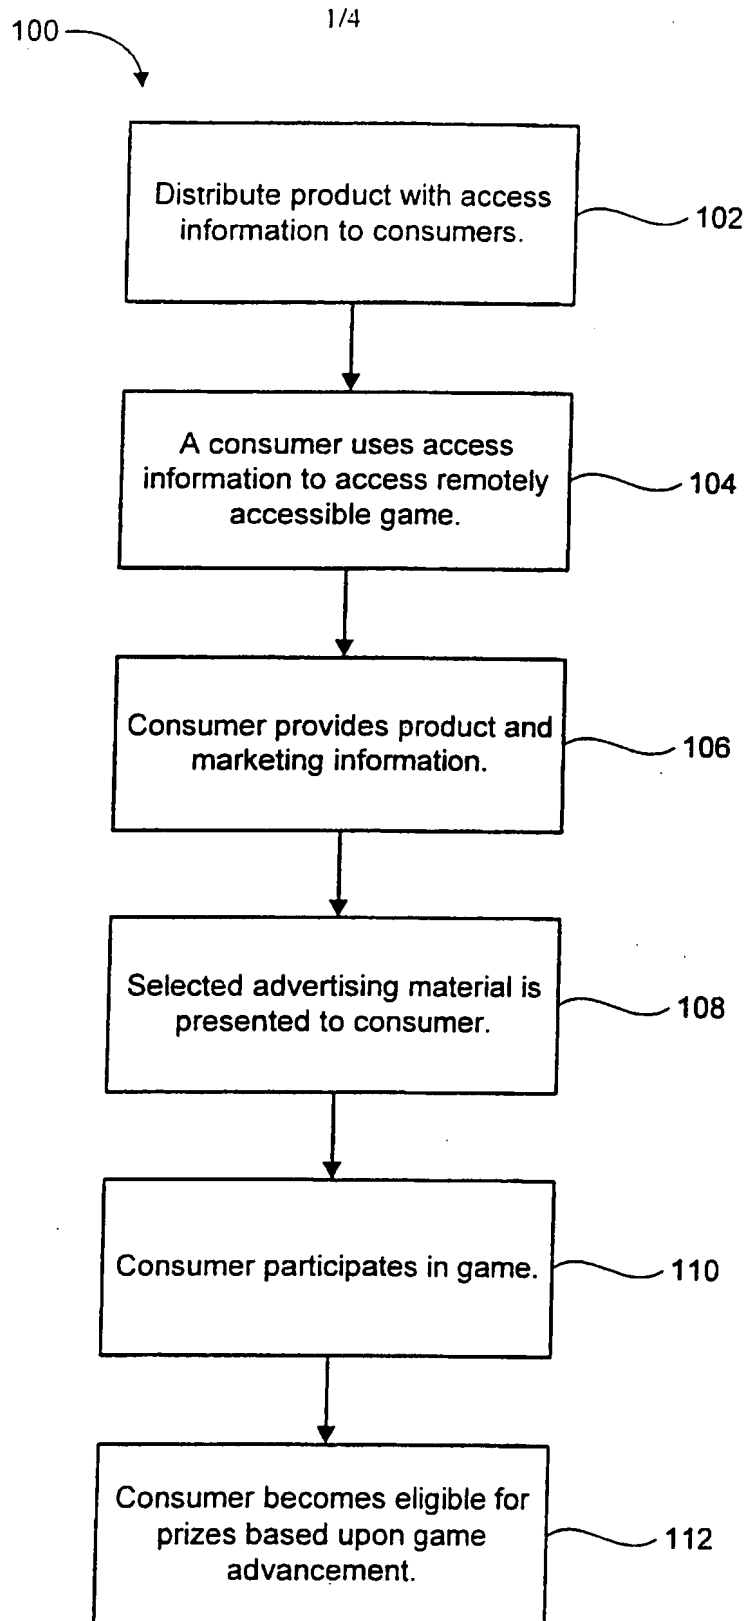 1/4
100
Distribute product with access
information to consumers.
102
A consumer uses access
information to access remotely
accessible game.
104
Consumer provides product and
marketing information.
106
Selected advertising material is
presented to consumer.
108
Consumer participates in game.
110
Consumer becomes eligible for
prizes based upon game
advancement.
112